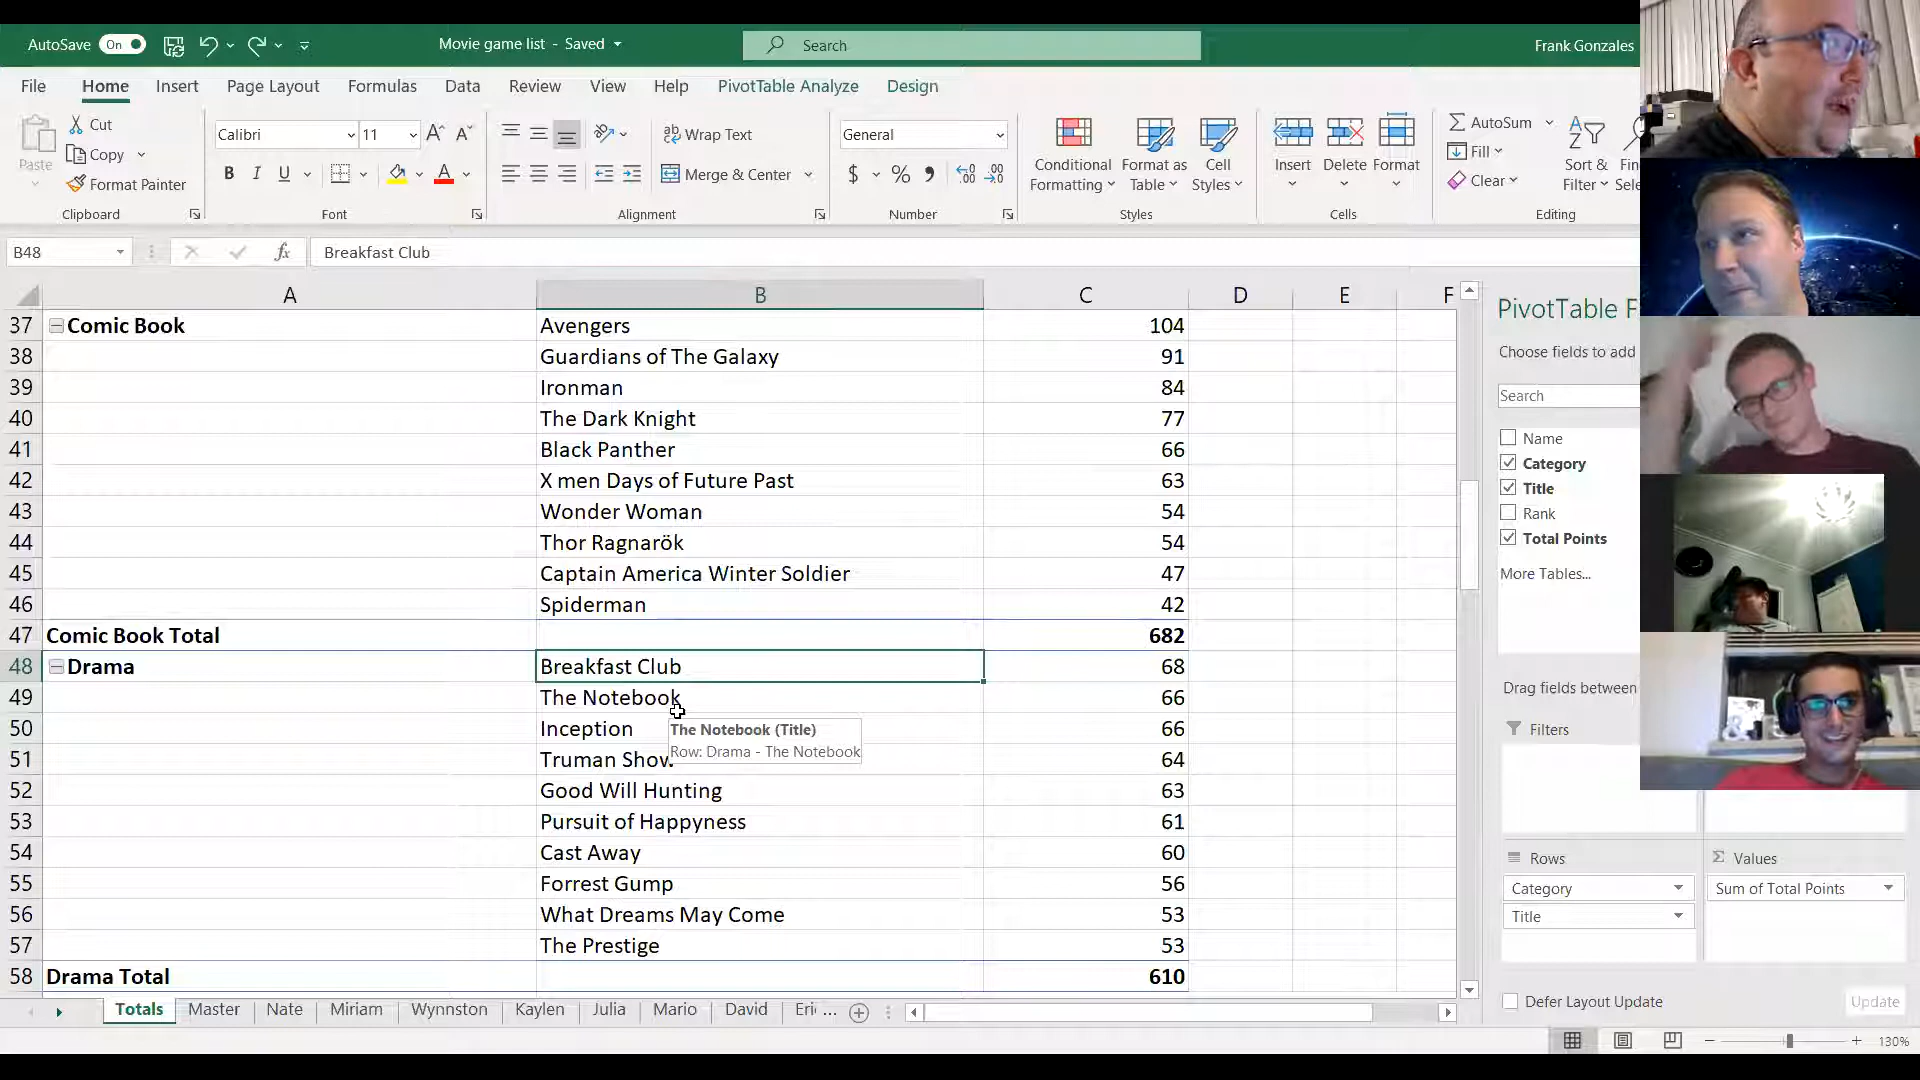 AutoSave On Movie game list - Saved Search Frank Gonzales
File Home Insert Page Layout Formulas Data Review View Help PivotTable Analyze Design
Paste
Cut
Copy
Format Painter
Clipboard
Calibri 11
B I U
Font
Wrap Text
Merge & Center
Alignment
General
$ %
Number
Conditional Formatting
Format as Table
Cell Styles
Styles
Insert Delete Format
Cells
AutoSum
Fill
Clear
Sort & Filter
Editing
B48 fx Breakfast Club
A B C D E F
37 Comic Book Avengers 104
38 Guardians of The Galaxy 91
39 Ironman 84
40 The Dark Knight 77
41 Black Panther 66
42 X men Days of Future Past 63
43 Wonder Woman 54
44 Thor Ragnarök 54
45 Captain America Winter Soldier 47
46 Spiderman 42
47 Comic Book Total 682
48 Drama Breakfast Club 68
49 The Notebook 66
50 Inception 66
51 Truman Show 64
52 Good Will Hunting 63
53 Pursuit of Happyness 61
54 Cast Away 60
55 Forrest Gump 56
56 What Dreams May Come 53
57 The Prestige 53
58 Drama Total 610
The Notebook (Title)
Row: Drama - The Notebook
PivotTable F
Choose fields to add
Search
Name
Category
Title
Rank
Total Points
More Tables...
Drag fields between
Filters
Rows
Category
Title
Values
Sum of Total Points
Defer Layout Update Update
Totals Master Nate Miriam Wynnston Kaylen Julia Mario David Eri ...
130%